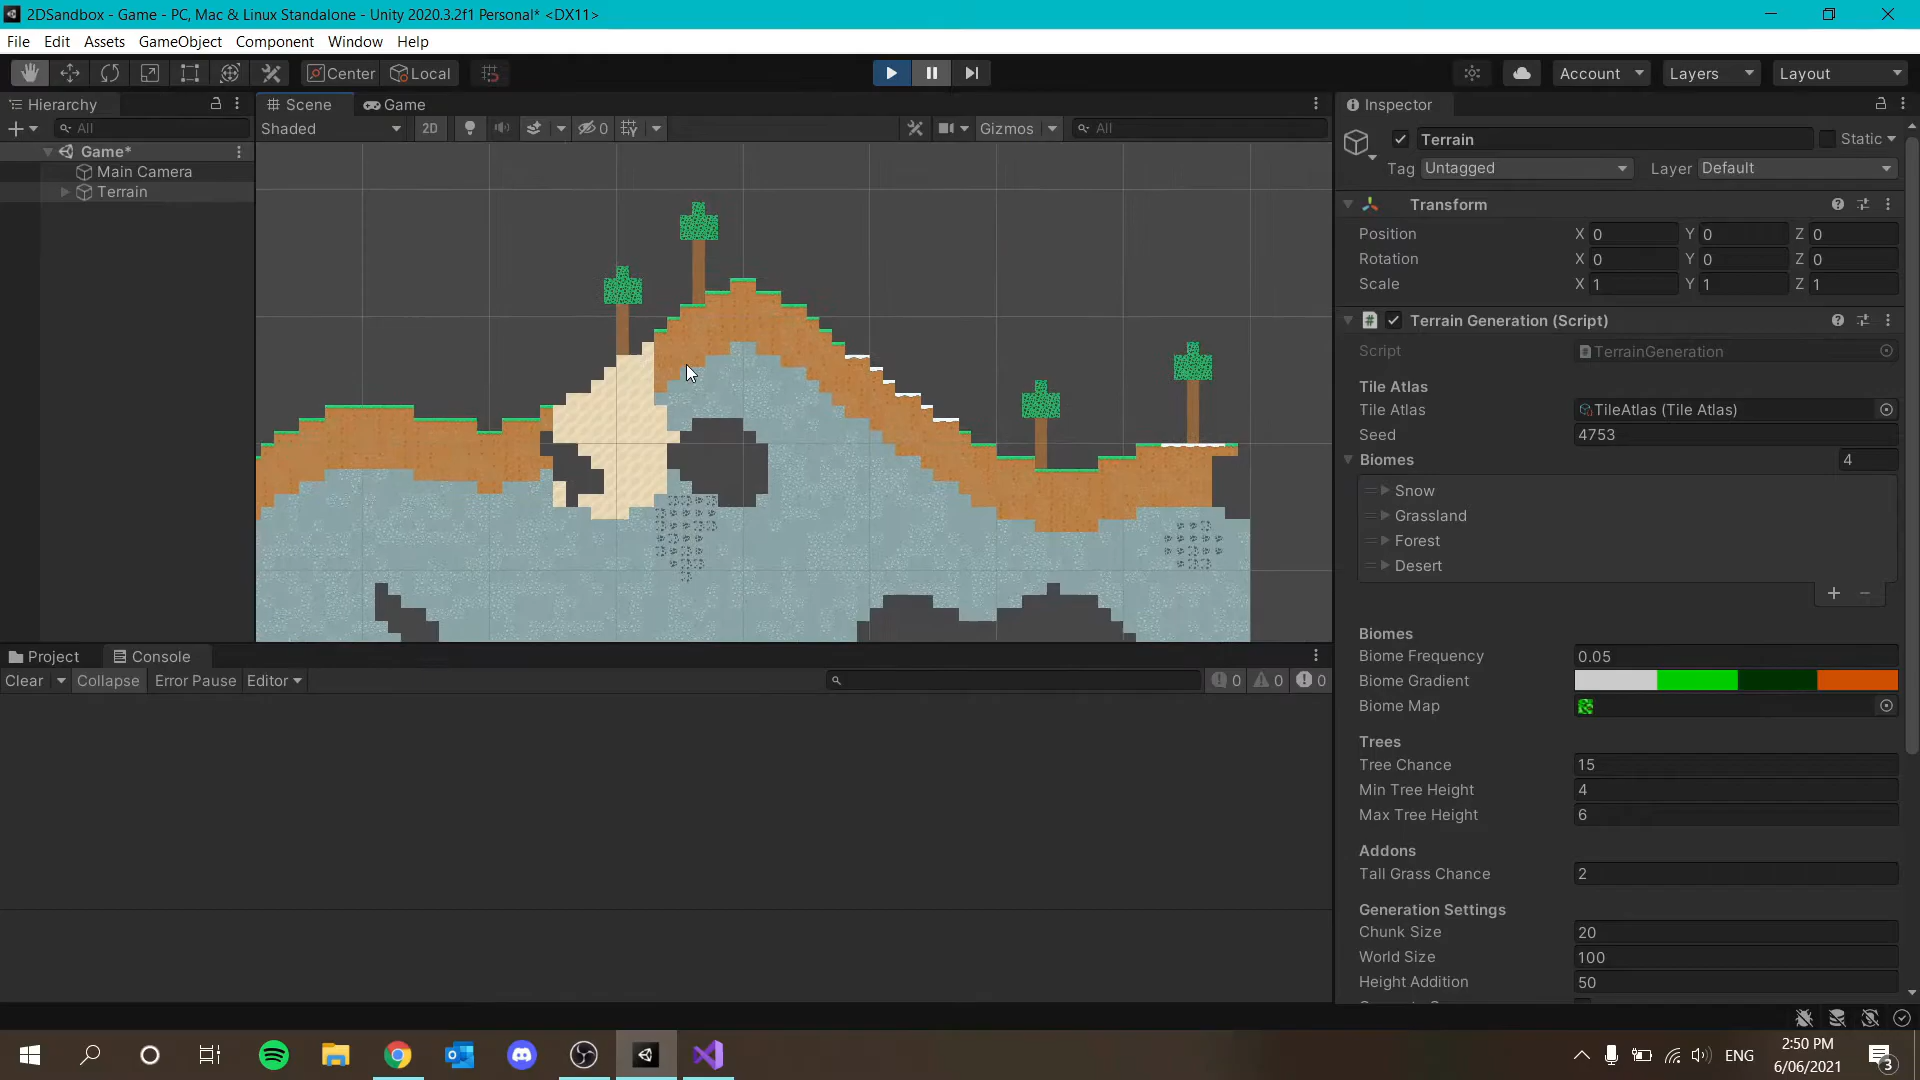 2DSandbox - Game - PC, Mac & Linux Standalone - Unity 2020.3.2f1 Personal* <DX11>
File Edit Assets GameObject Component Window Help
Center Local Account Layers Layout
Hierarchy Scene Game Inspector
All Shaded 2D 0 Gizmos All
Game*
Main Camera
Terrain
Terrain Static
Tag Untagged Layer Default
Transform
Position X 0 Y 0 Z 0
Rotation X 0 Y 0 Z 0
Scale X 1 Y 1 Z 1
Terrain Generation (Script)
Script TerrainGeneration
Tile Atlas
Tile Atlas TileAtlas (Tile Atlas)
Seed 4753
Biomes 4
Snow
Grassland
Forest
Desert
Biomes
Biome Frequency 0.05
Biome Gradient
Biome Map
Trees
Tree Chance 15
Min Tree Height 4
Max Tree Height 6
Addons
Tall Grass Chance 2
Generation Settings
Chunk Size 20
World Size 100
Height Addition 50
Project Console
Clear Collapse Error Pause Editor 0 0 0
ENG
2:50 PM
6/06/2021
3